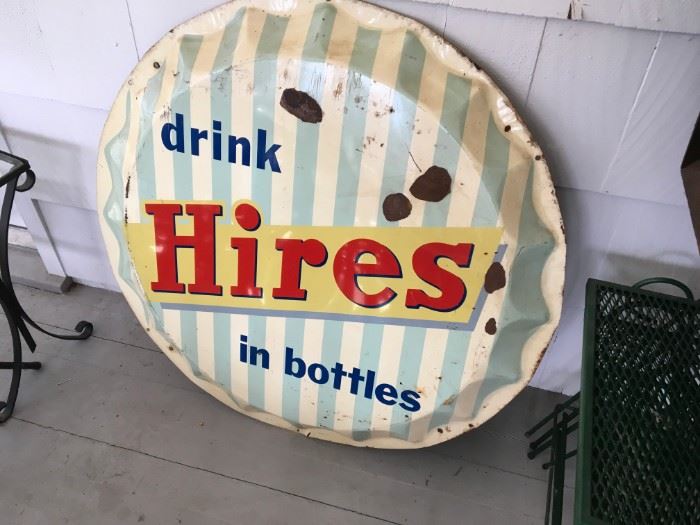 drink
Hires
in bottles